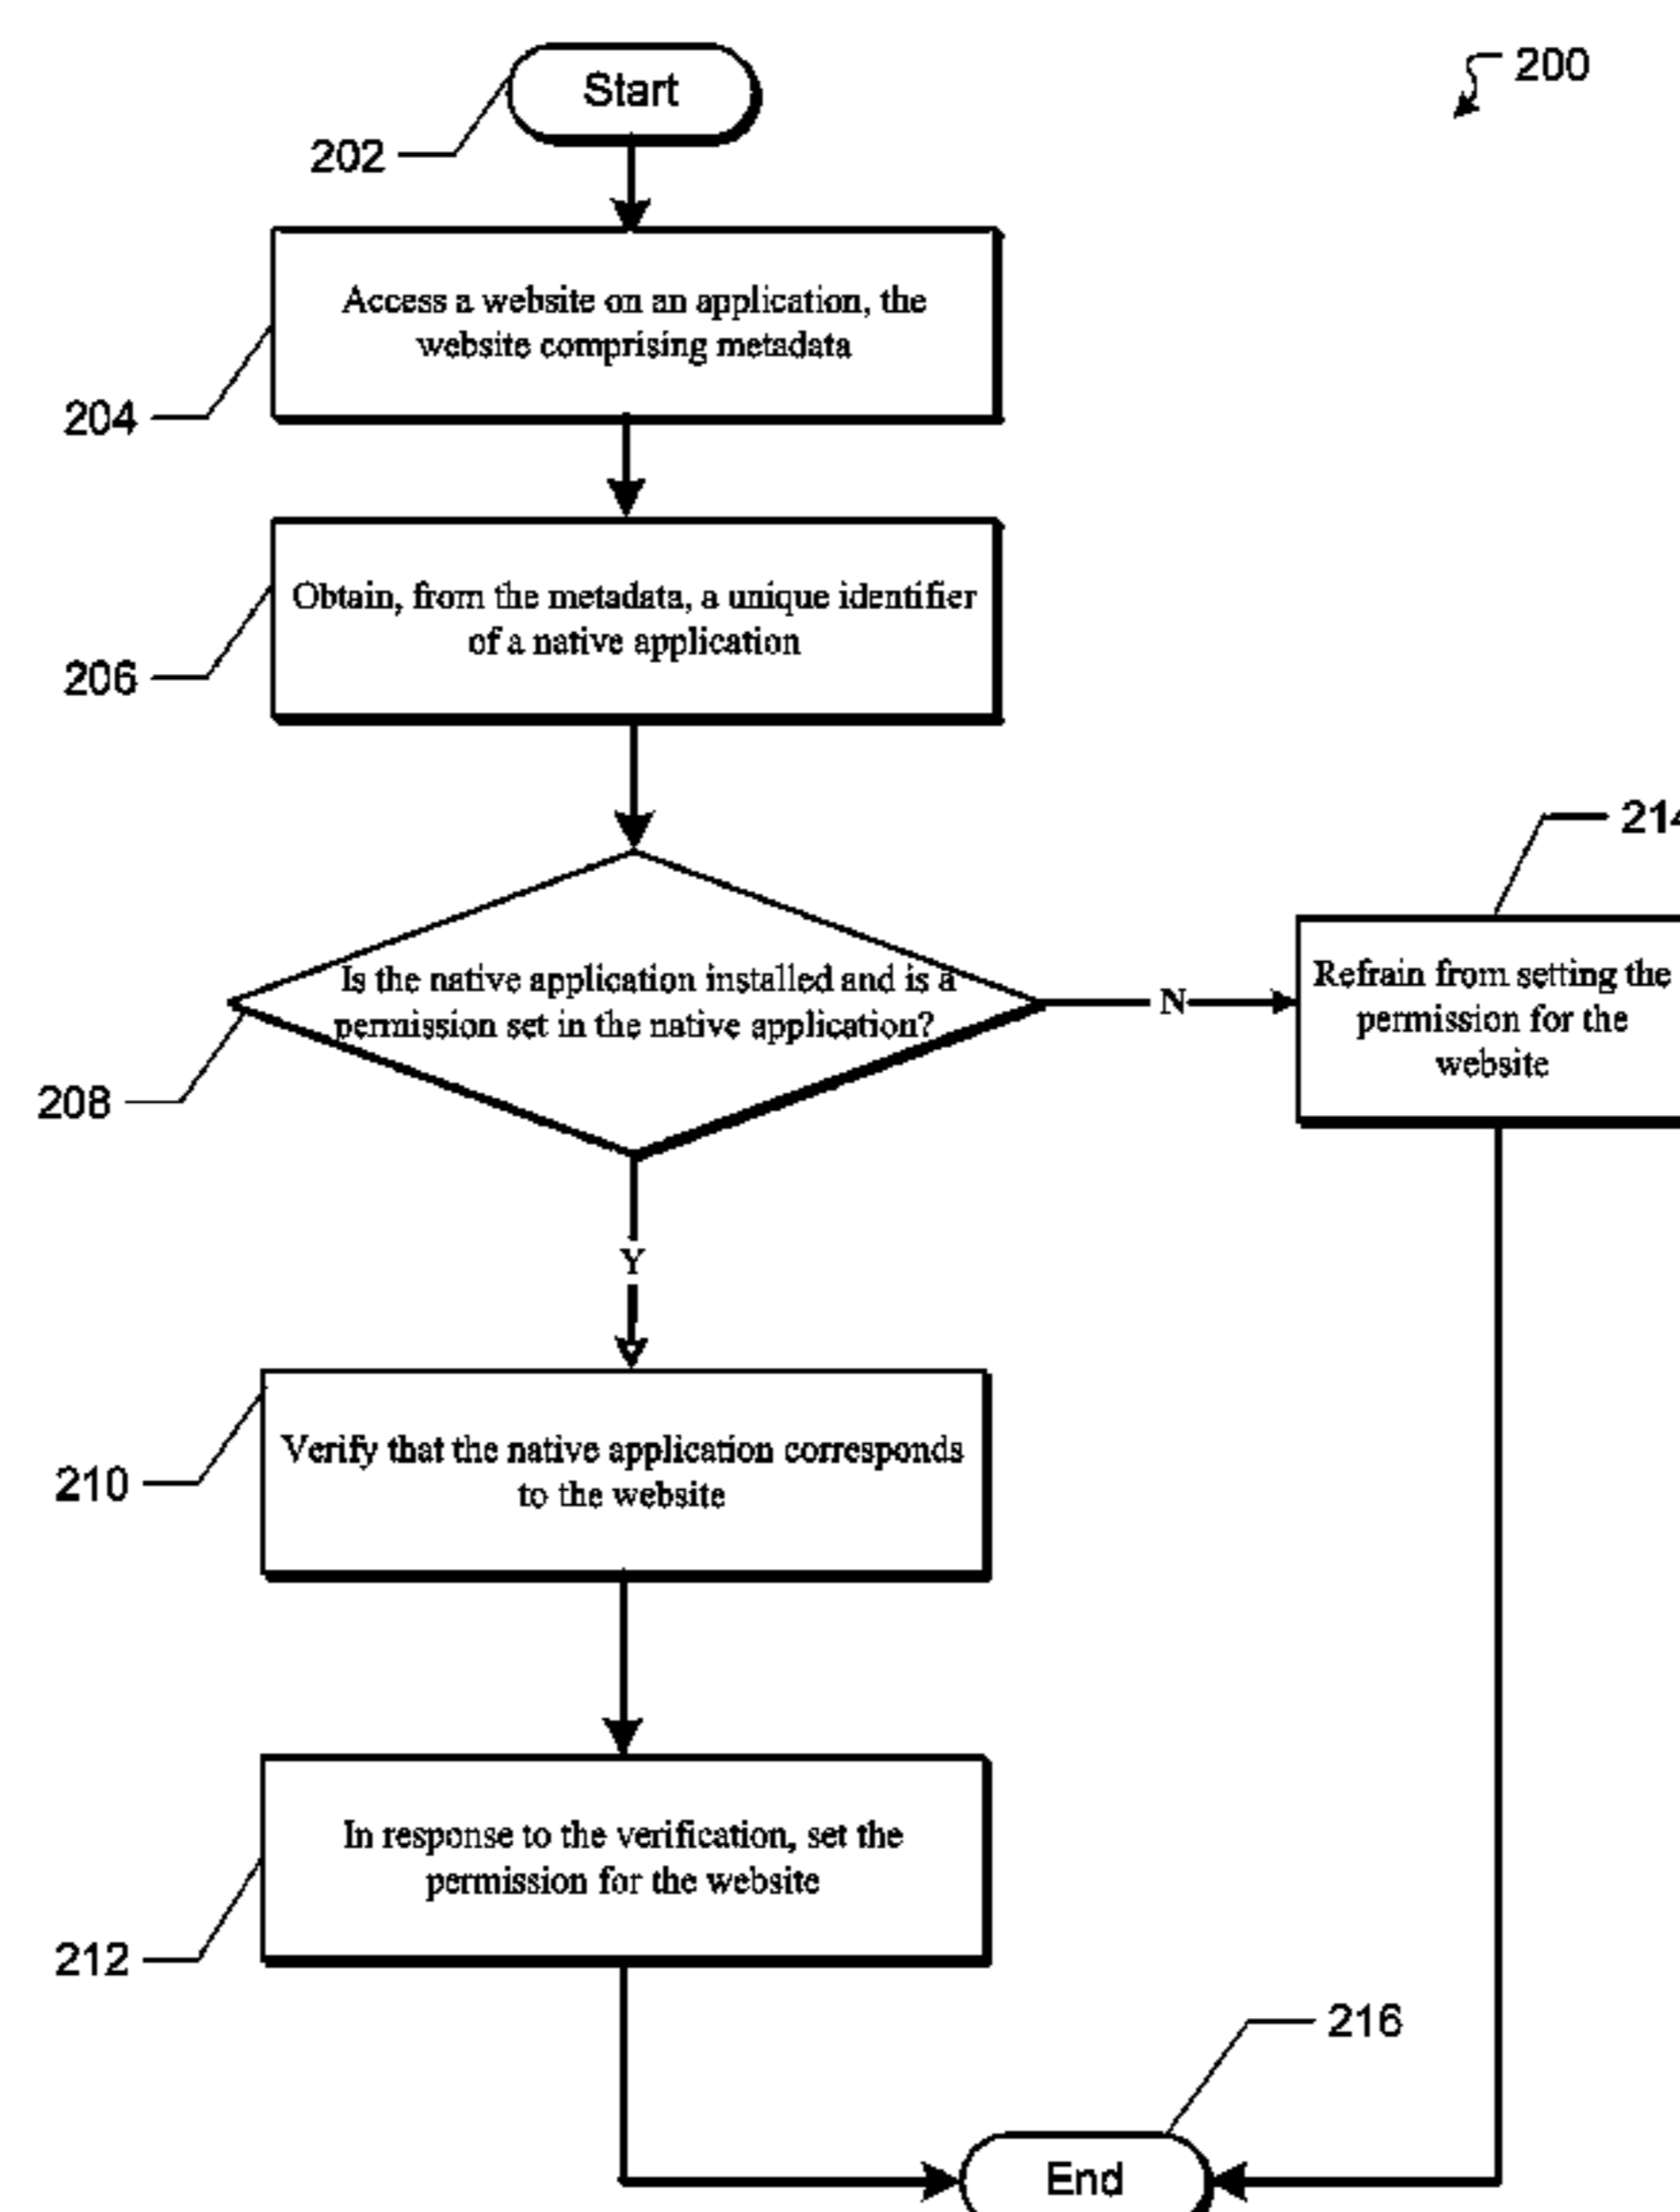 Start
200
202
Access a website on an application, the
website comprising metadata
204
Obtain, from the metadata, a unique identifier
of a native application
206
214
Is the native application installed and is a
permission set in the native application?
N
Refrain from setting the
permission for the
website
208
Y
Verify that the native application corresponds
to the website
210
In response to the verification, set the
permission for the website
212
216
End